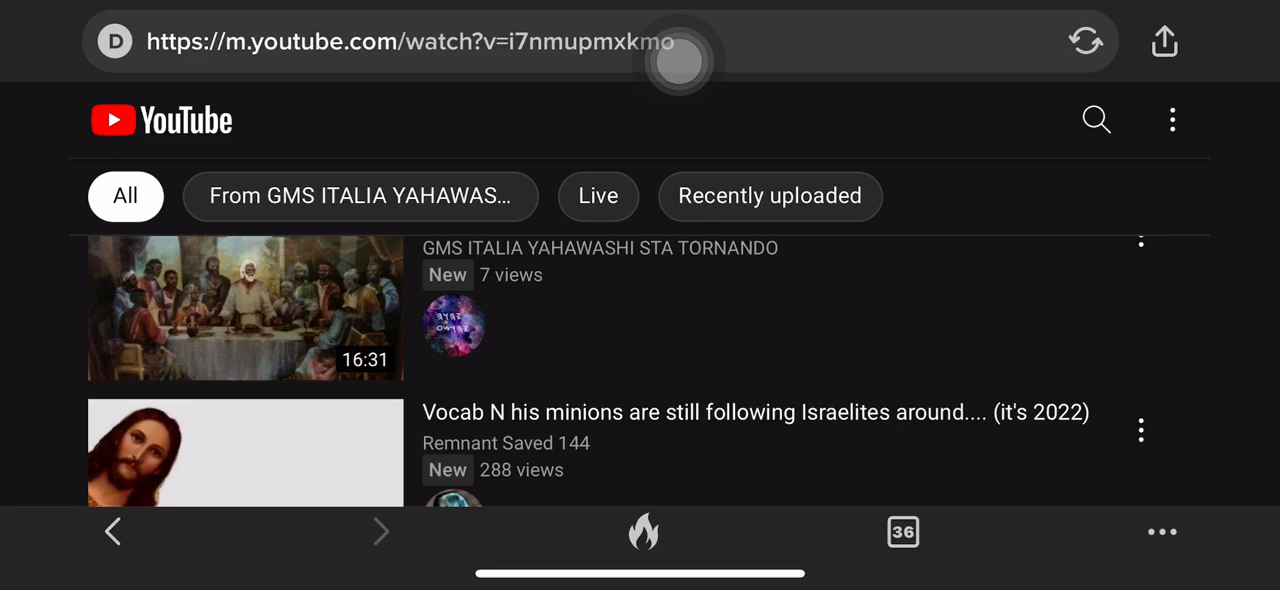 D https://m.youtube.com/watch?v=i7nmupmxkmo
YouTube
All From GMS ITALIA YAHAWAS... Live Recently uploaded
GMS ITALIA YAHAWASHI STA TORNANDO
New 7 views
16:31
Vocab N his minions are still following Israelites around.... (it's 2022)
Remnant Saved 144
New 288 views
36